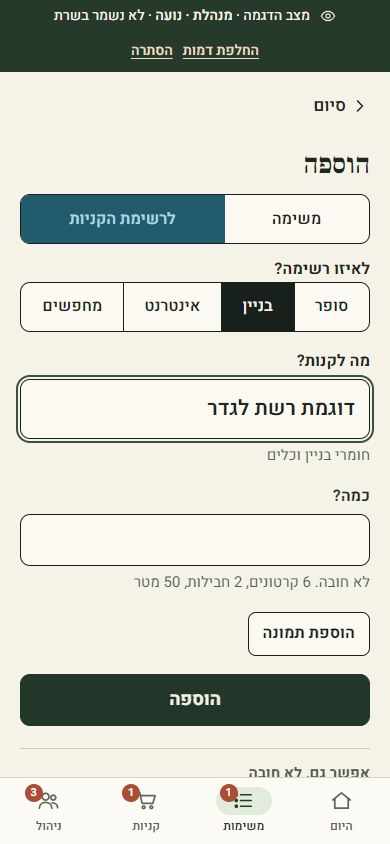 מצב הדגמה · מנהלת · נועה · לא נשמר בשרת
החלפת דמות הסתרה
סיום
הוספה
משימה לרשימת הקניות
לאיזו רשימה?
סופר בניין אינטרנט מחפשים
מה לקנות?
דוגמת רשת לגדר
חומרי בניין וכלים
כמה?
לא חובה. 6 קרטונים, 2 חבילות, 50 מטר
הוספת תמונה
הוספה
אפשר גם, לא חובה
1 1 3
היום משימות קניות ניהול